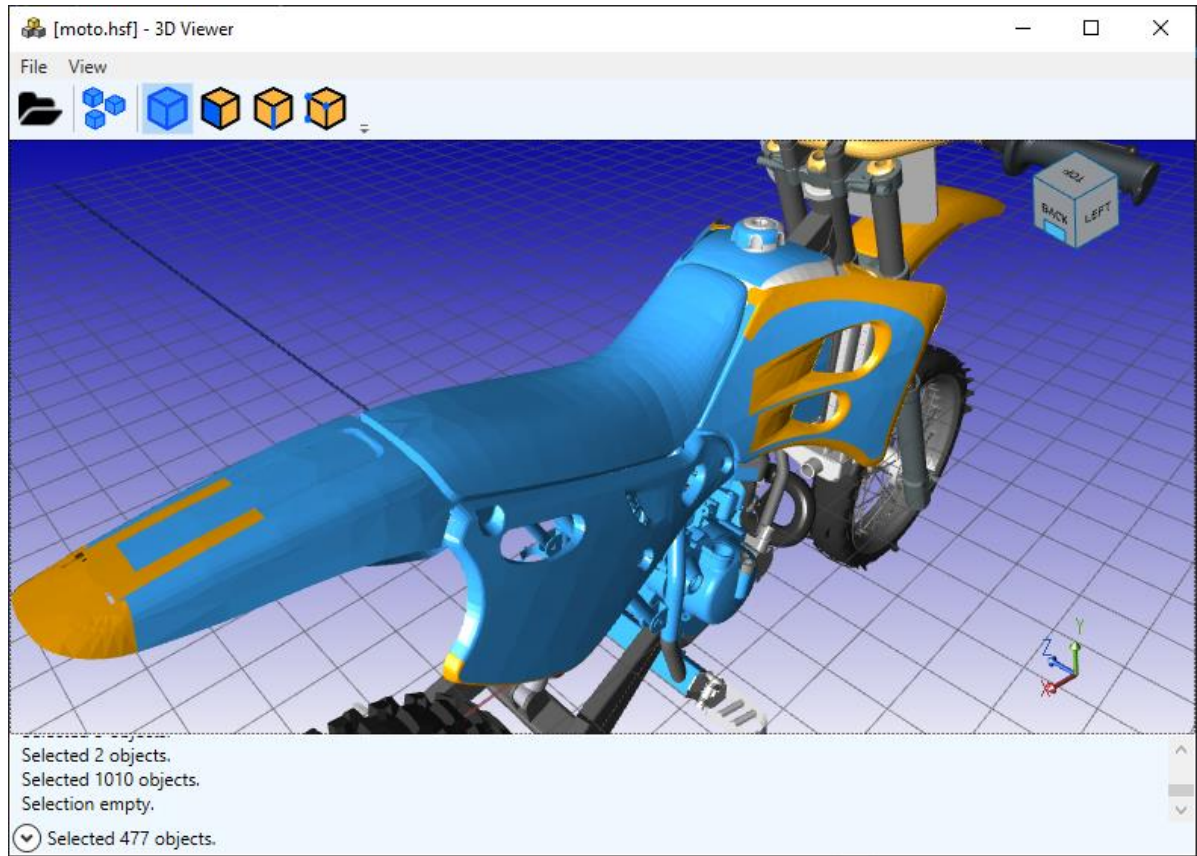 [moto.hsf] - 3D Viewer
File View
TOP
BACK LEFT
Y
Z
X
Selected 2 objects.
Selected 1010 objects.
Selection empty.
Selected 477 objects.